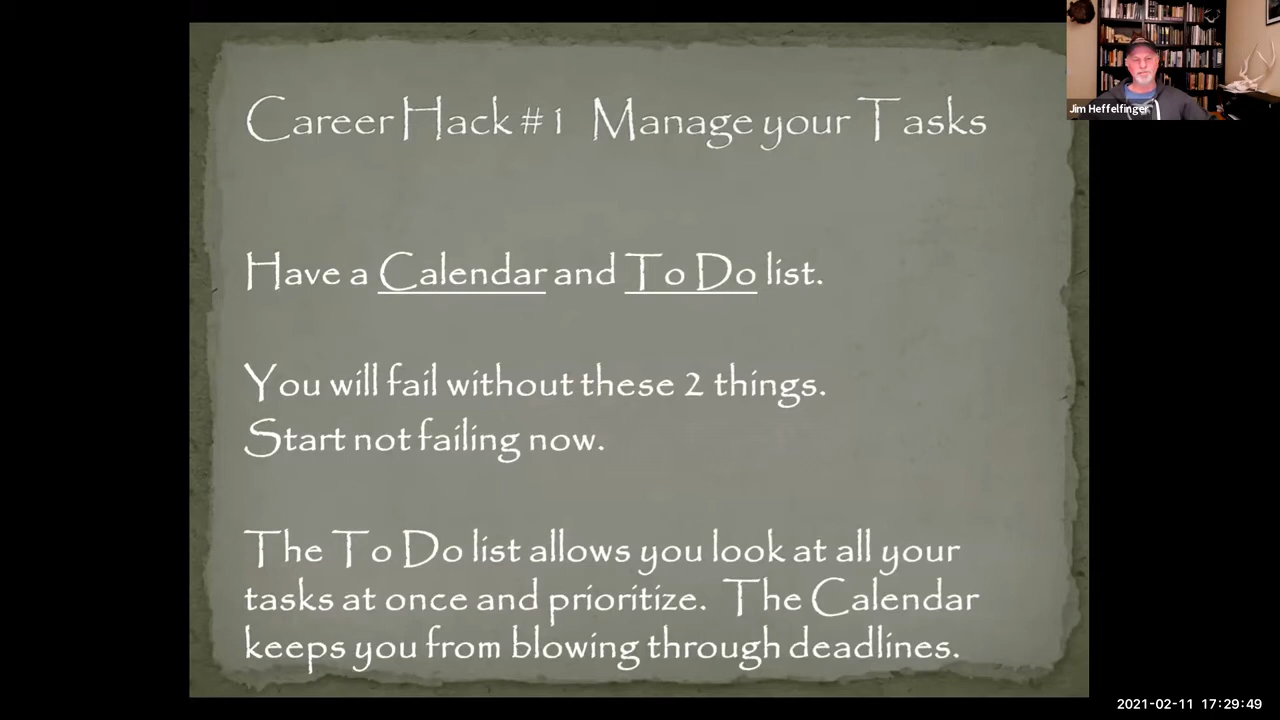 Career Hack # 1 Manage your Tasks
Have a Calendar and To Do list.
You will fail without these 2 things.
Start not failing now.
The To Do list allows you look at all your
tasks at once and prioritize. The Calendar
keeps you from blowing through deadlines.
Jim Heffelfinger
2021-02-11 17:29:49